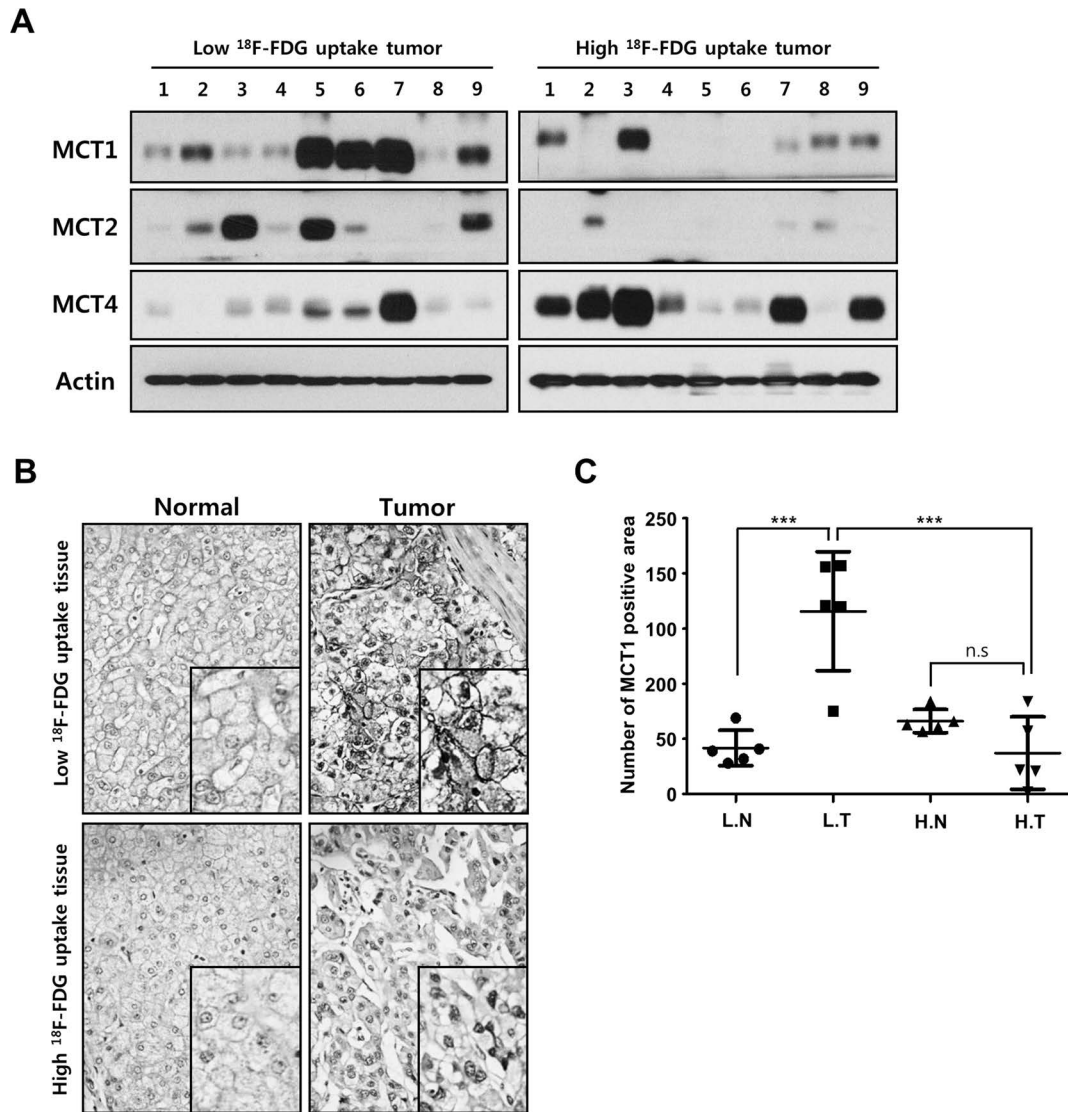 A
Low ¹⁸F-FDG uptake tumor
High ¹⁸F-FDG uptake tumor
1 2 3 4 5 6 7 8 9
1 2 3 4 5 6 7 8 9
MCT1
MCT2
MCT4
Actin
B
Normal
Tumor
Low ¹⁸F-FDG uptake tissue
High ¹⁸F-FDG uptake tissue
C
Number of MCT1 positive area
250
150
100
200
50
0
***
***
n.s
L.N
L.T
H.N
H.T